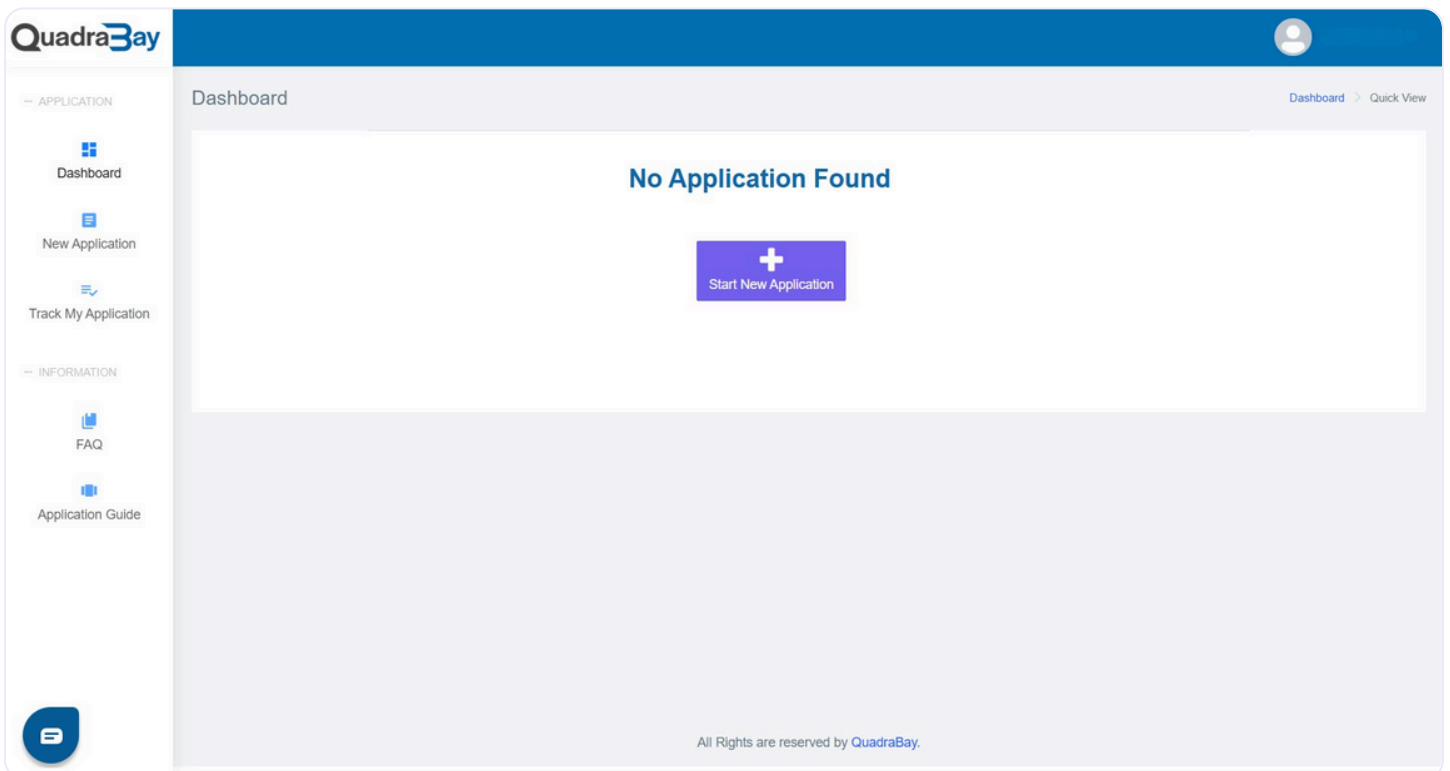 QuadraBay
APPLICATION
Dashboard
New Application
Track My Application
INFORMATION
FAQ
Application Guide
Dashboard
Dashboard > Quick View
No Application Found
Start New Application
All Rights are reserved by QuadraBay.